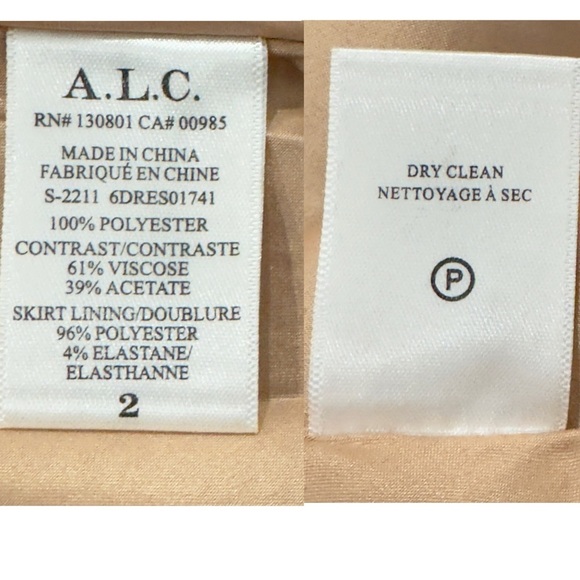 A.L.C.
RN# 130801 CA# 00985
MADE IN CHINA
FABRIQUÉ EN CHINE
S-2211 6DRES01741
100% POLYESTER
CONTRAST/CONTRASTE
61% VISCOSE
39% ACETATE
SKIRT LINING/DOUBLURE
96% POLYESTER
4% ELASTANE/
ELASTHANNE
2
DRY CLEAN
NETTOYAGE À SEC
P